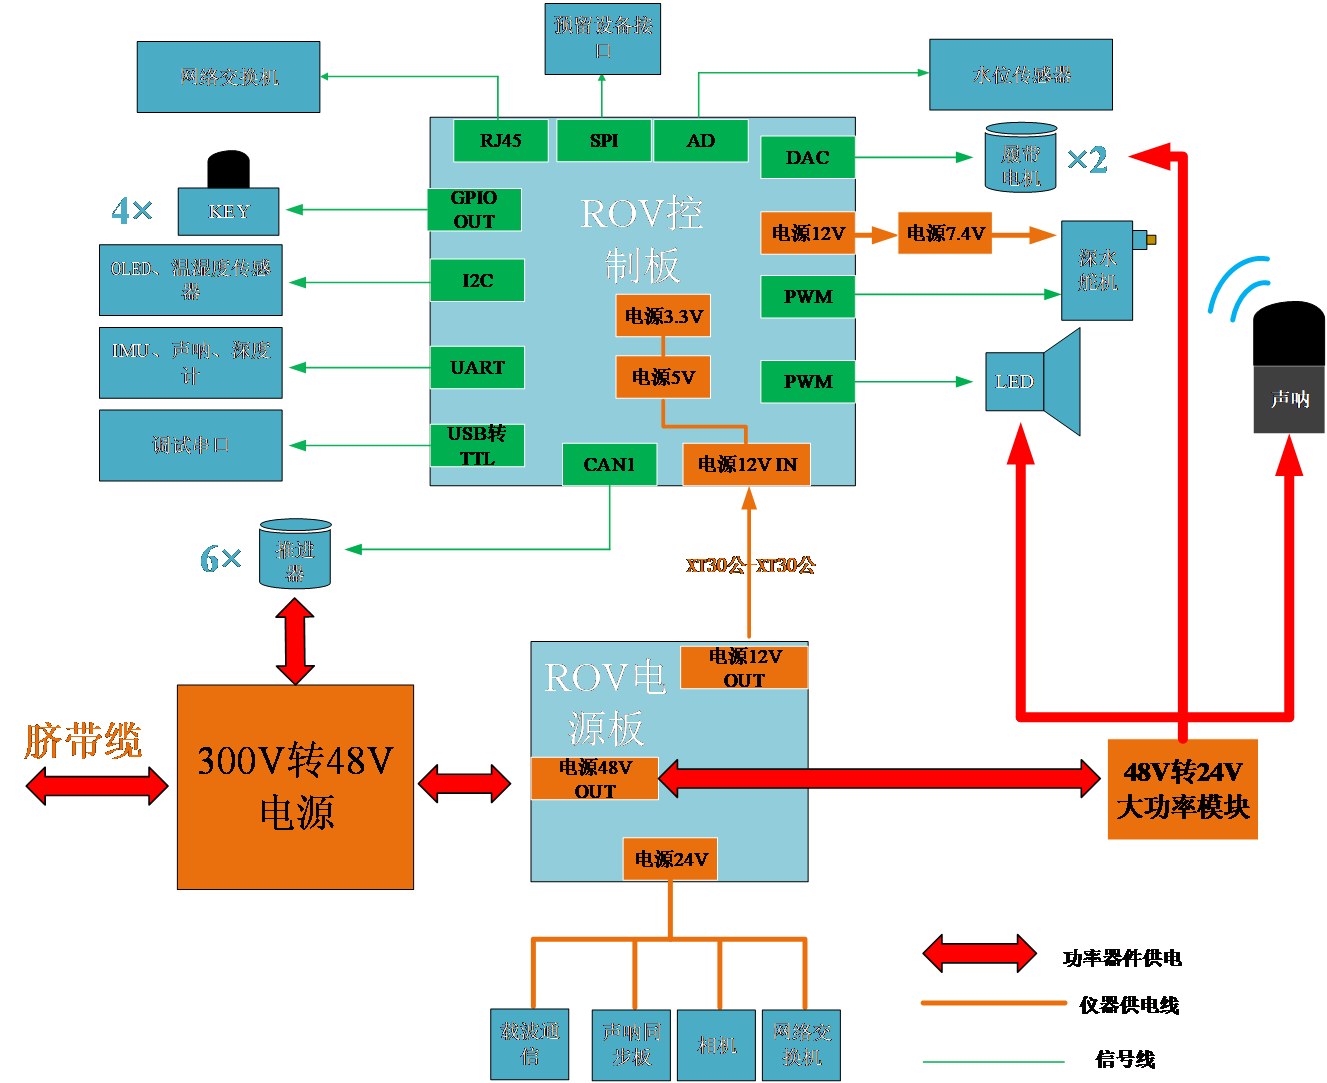 预留设备接
口
网络交换机
水位传感器
RJ45
SPI
AD
DAC
履带
电机
×2
4×
KEY
GPIO
OUT
ROV控
制板
电源12V
电源7.4V
深水
舵机
OLED、温湿度传感
器
I2C
PWM
电源3.3V
IMU、声呐、深度
计
UART
电源5V
PWM
LED
声呐
调试串口
USB转
TTL
CAN1
电源12V IN
6×
推进
器
XT30公
XT30公
ROV电
源板
电源12V
OUT
脐带缆
300V转48V
电源
电源48V
OUT
48V转24V
大功率模块
电源24V
功率器件供电
仪器供电线
信号线
载波通
信
声呐同
步板
相机
网络交
换机